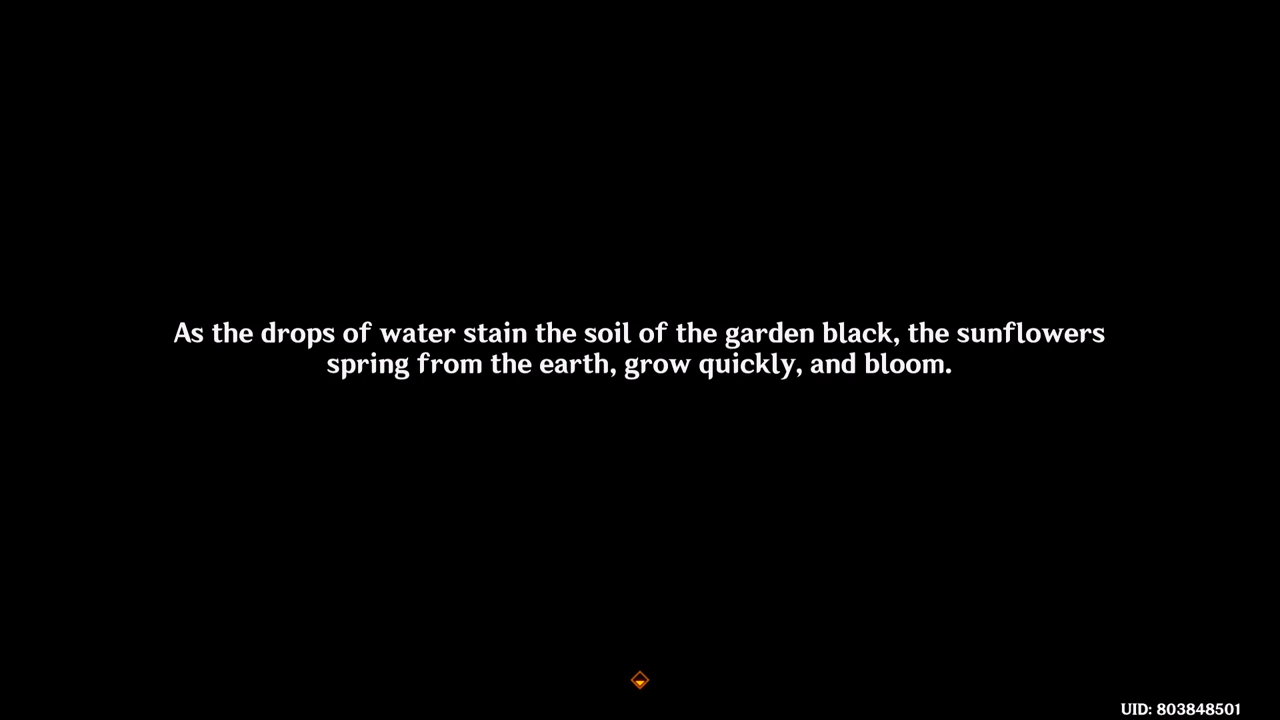 As the drops of water stain the soil of the garden black, the sunflowers
spring from the earth, grow quickly, and bloom.
UID: 803848501